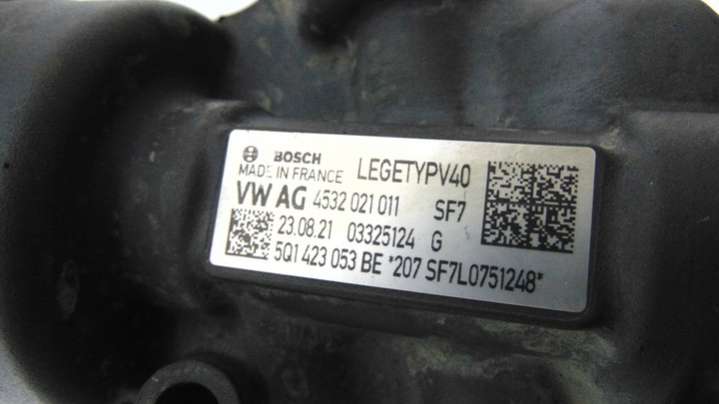 BOSCH LEGETYPV40
MADE IN FRANCE
VW AG 4532 021 011 SF7
23.08.21 03325124 G
5Q1 423 053 BE *207 SF7L0751248*